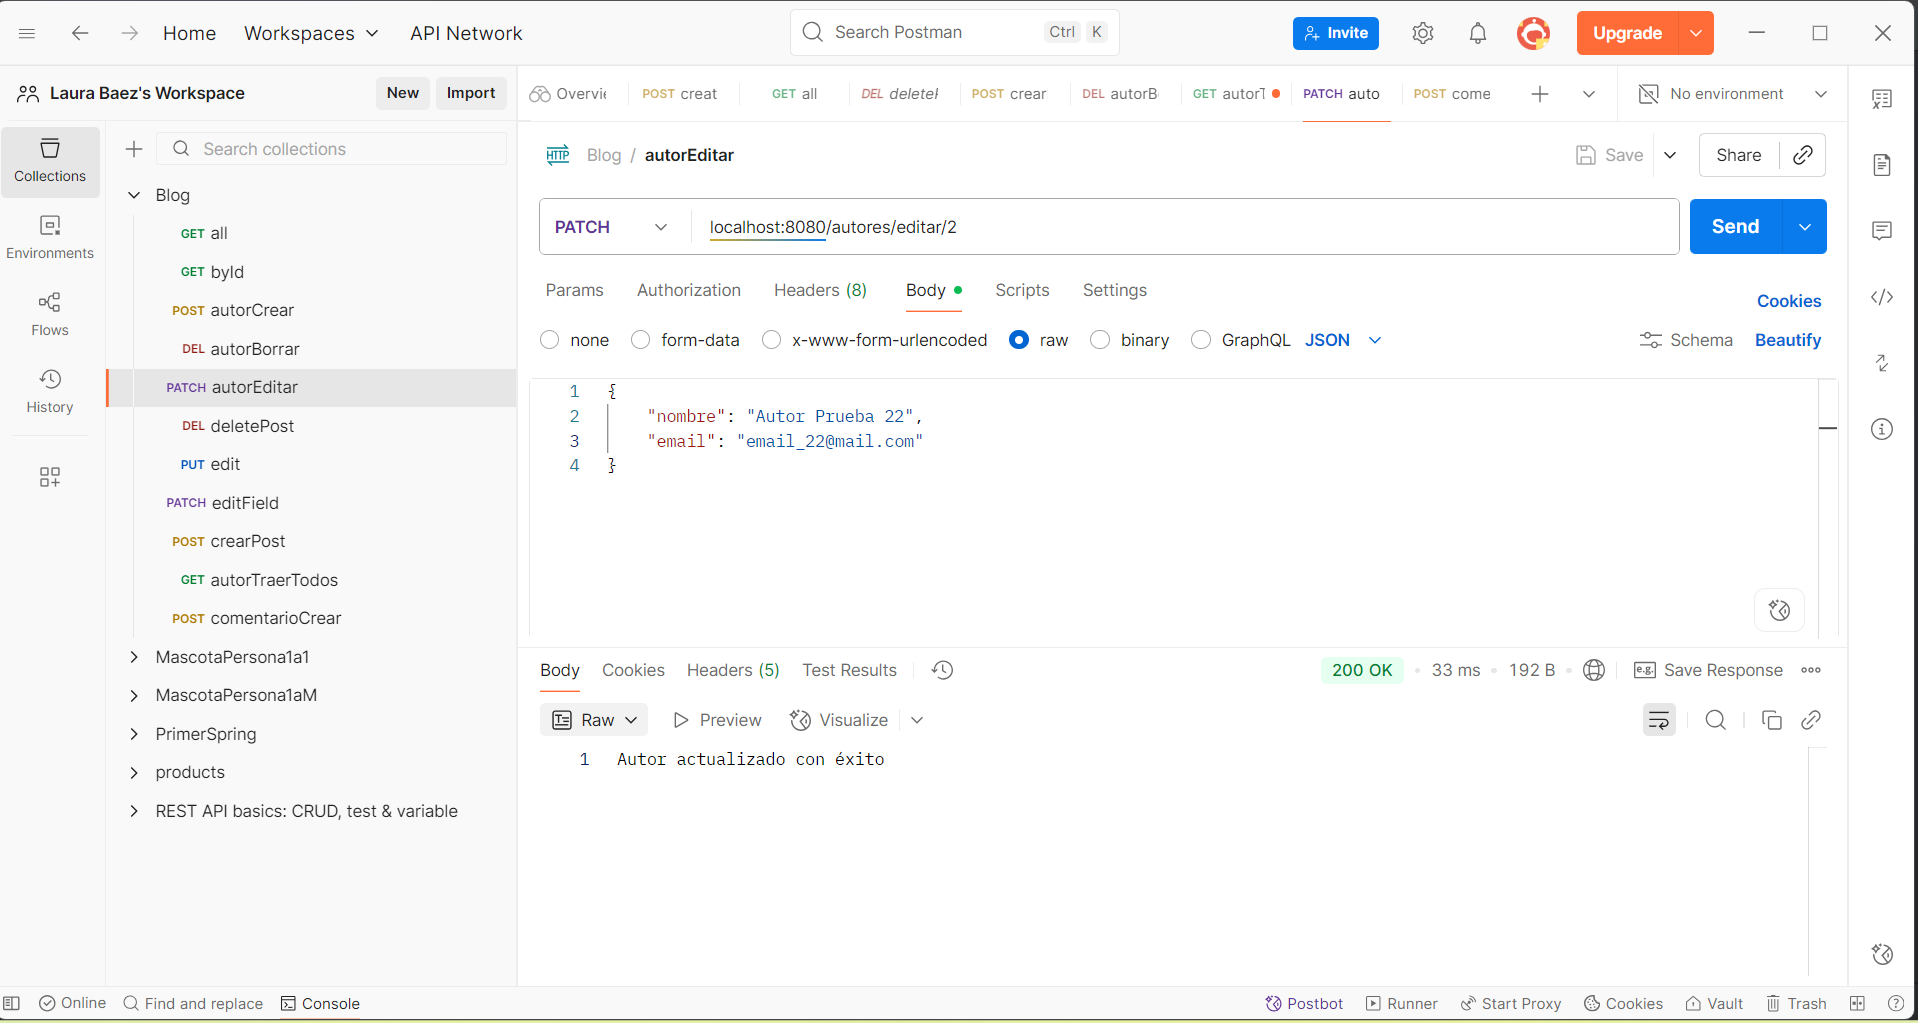 Home Workspaces API Network Search Postman Ctrl K Invite Upgrade
Laura Baez's Workspace New Import
Overvie POST creat GET all DEL deleteP POST crear DEL autorB GET autorT PATCH auto POST come No environment
Collections
Environments
Flows
History
Search collections
Blog
GET all
GET byId
POST autorCrear
DEL autorBorrar
PATCH autorEditar
DEL deletePost
PUT edit
PATCH editField
POST crearPost
GET autorTraerTodos
POST comentarioCrear
MascotaPersona1a1
MascotaPersona1aM
PrimerSpring
products
REST API basics: CRUD, test & variable
HTTP Blog / autorEditar Save Share
PATCH localhost:8080/autores/editar/2 Send
Params Authorization Headers (8) Body Scripts Settings Cookies
none form-data x-www-form-urlencoded raw binary GraphQL JSON Schema Beautify
1 {
2 "nombre": "Autor Prueba 22",
3 "email": "email_22@mail.com"
4 }
Body Cookies Headers (5) Test Results 200 OK • 33 ms • 192 B • e.g. Save Response
Raw Preview Visualize
1 Autor actualizado con éxito
Online Find and replace Console Postbot Runner Start Proxy Cookies Vault Trash